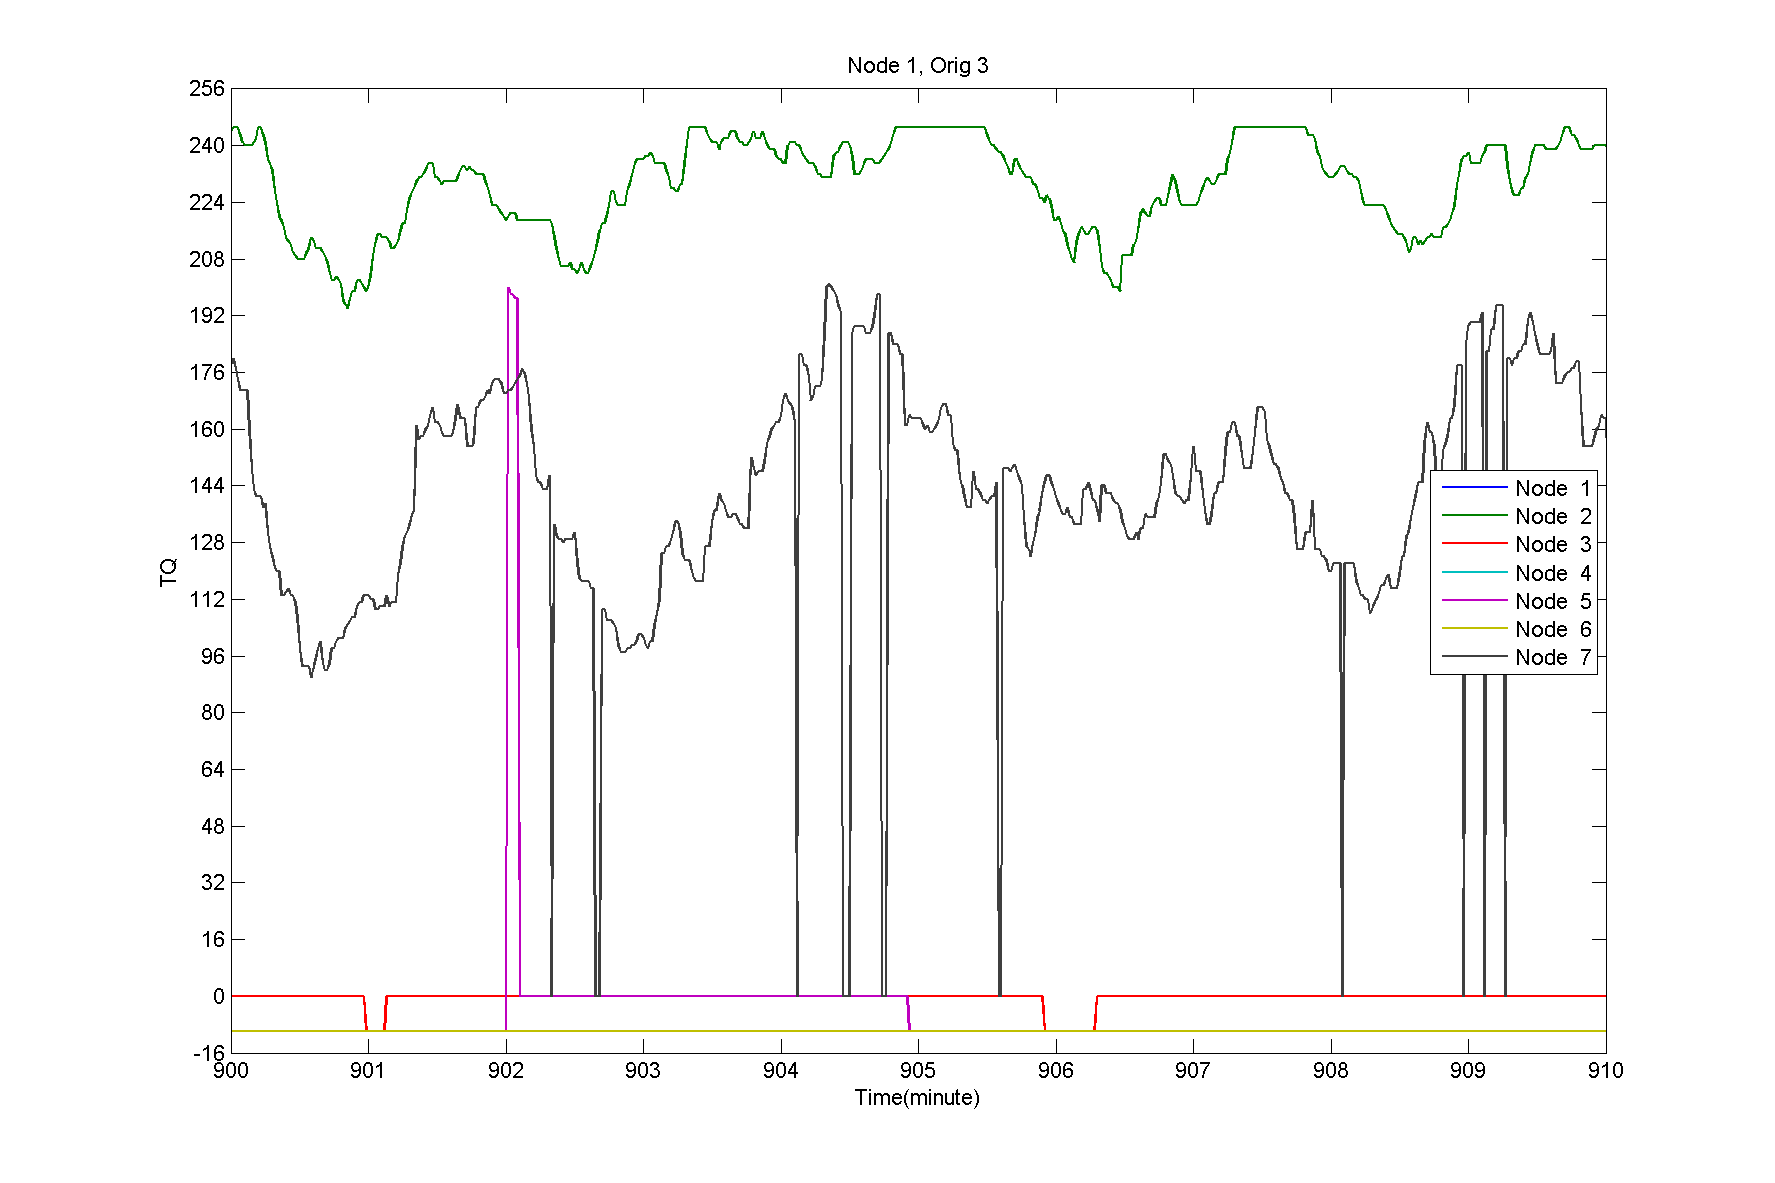 Node 1, Orig 3
256
240
224
208
192
176
160
144
128
112
96
80
64
48
32
16
0
-16
TQ
Node 1
Node 2
Node 3
Node 4
Node 5
Node 6
Node 7
900 901 902 903 904 905 906 907 908 909 910
Time(minute)